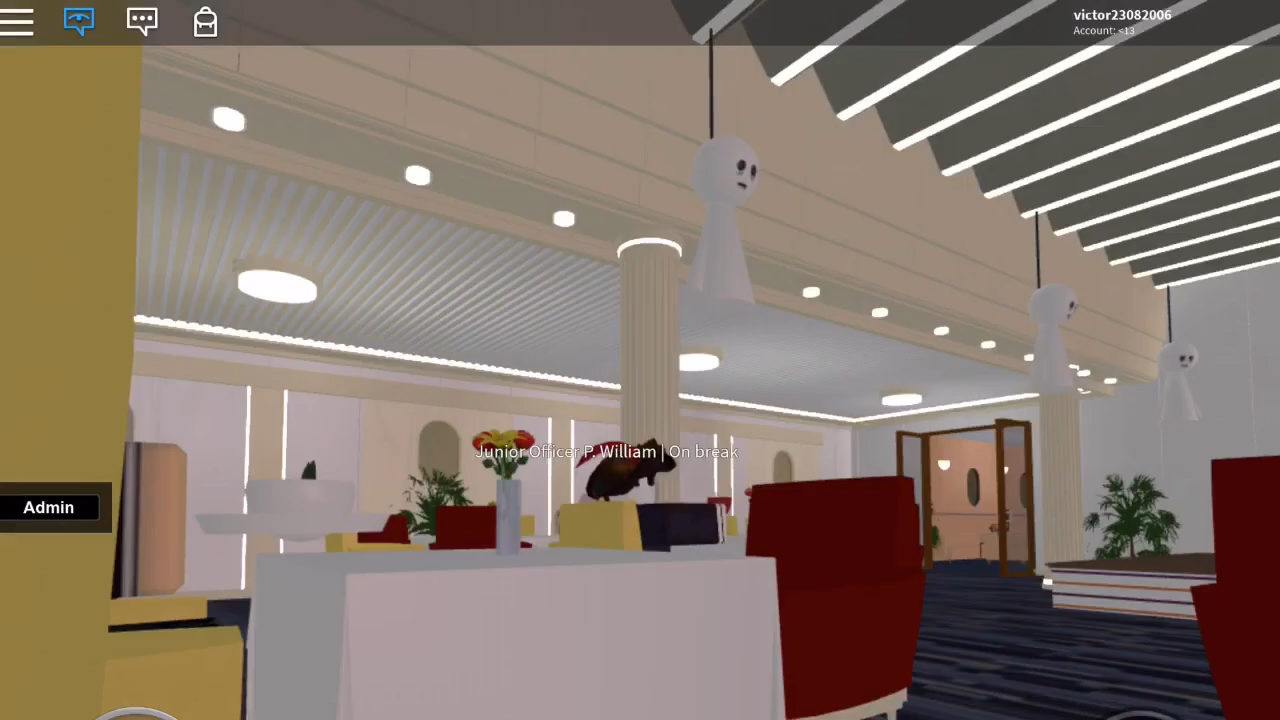 victor23082006
Account: <13
Junior Officer P. William | On break
Admin